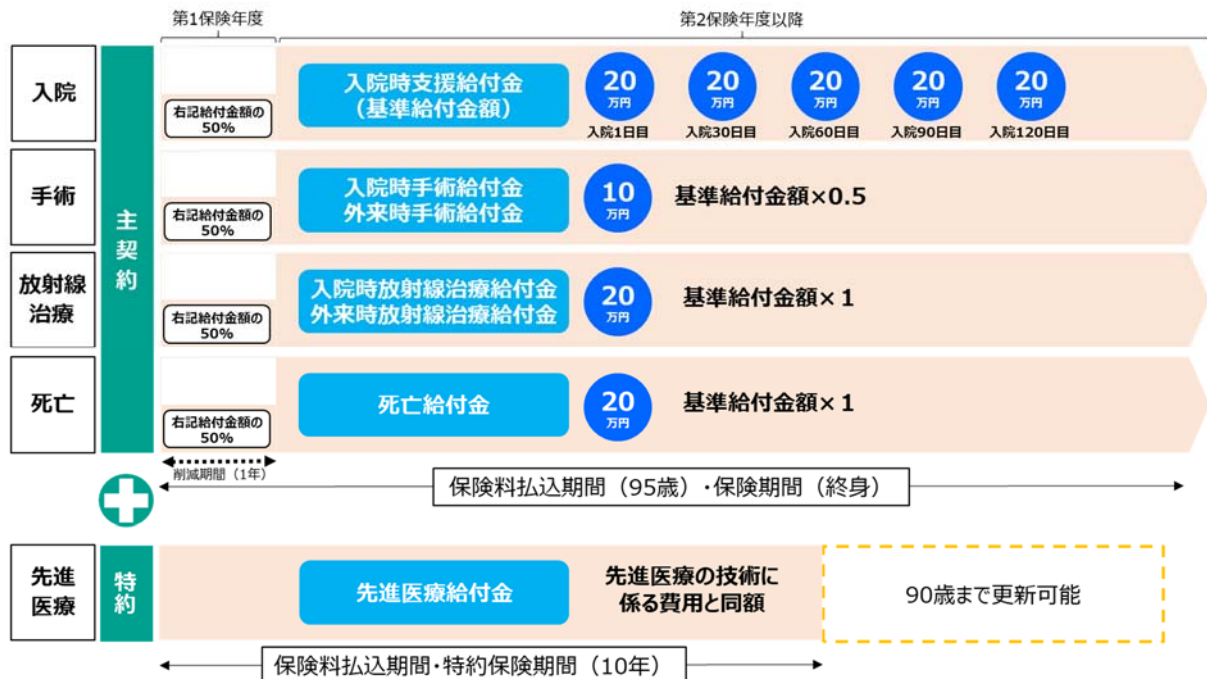 第1保険年度
第2保険年度以降
入院
主契約
右記給付金額の
50%
入院時支援給付金
（基準給付金額）
20
万円
入院1日目
20
万円
入院30日目
20
万円
入院60日目
20
万円
入院90日目
20
万円
入院120日目
手術
右記給付金額の
50%
入院時手術給付金
外来時手術給付金
10
万円
基準給付金額×0.5
放射線
治療
右記給付金額の
50%
入院時放射線治療給付金
外来時放射線治療給付金
20
万円
基準給付金額×1
死亡
右記給付金額の
50%
死亡給付金
20
万円
基準給付金額×1
削減期間（1年）
保険料払込期間（95歳）・保険期間（終身）
先進
医療
特約
先進医療給付金
先進医療の技術に
係る費用と同額
90歳まで更新可能
保険料払込期間・特約保険期間（10年）